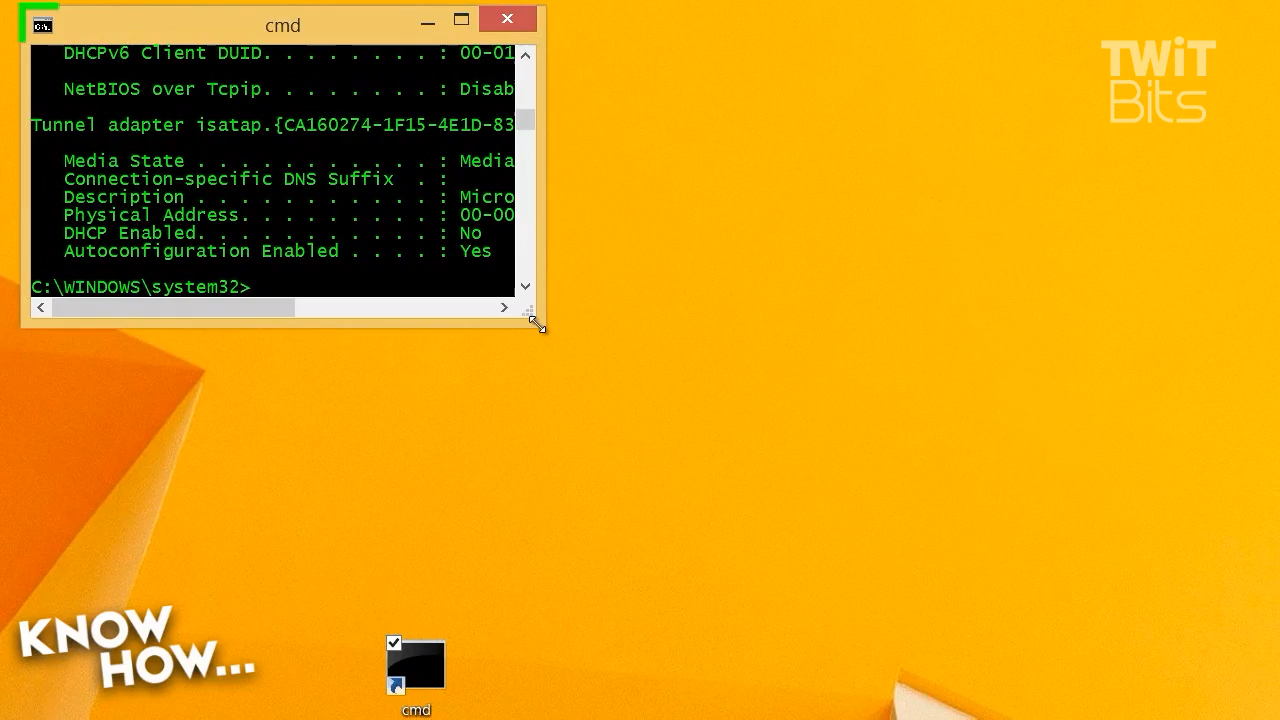 cmd
TWiT
Bits
DHCPv6 Client DUID. . . . . . . . : 00-01
NetBIOS over Tcpip. . . . . . . . : Disab
Tunnel adapter isatap.{CA160274-1F15-4E1D-83
Media State . . . . . . . . . . . : Media
Connection-specific DNS Suffix  . :
Description . . . . . . . . . . . : Micro
Physical Address. . . . . . . . . : 00-00
DHCP Enabled. . . . . . . . . . . : No
Autoconfiguration Enabled . . . . : Yes
C:\WINDOWS\system32>
KNOW
HOW...
cmd